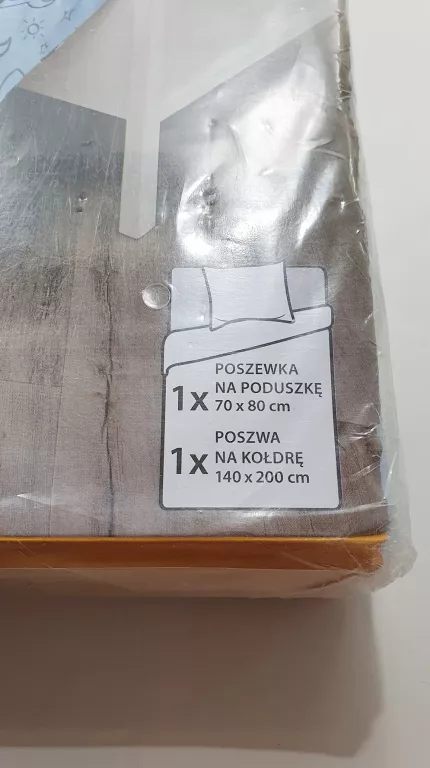 1x POSZEWKA
NA PODUSZKĘ
70 x 80 cm
1x POSZWA
NA KOŁDRĘ
140 x 200 cm